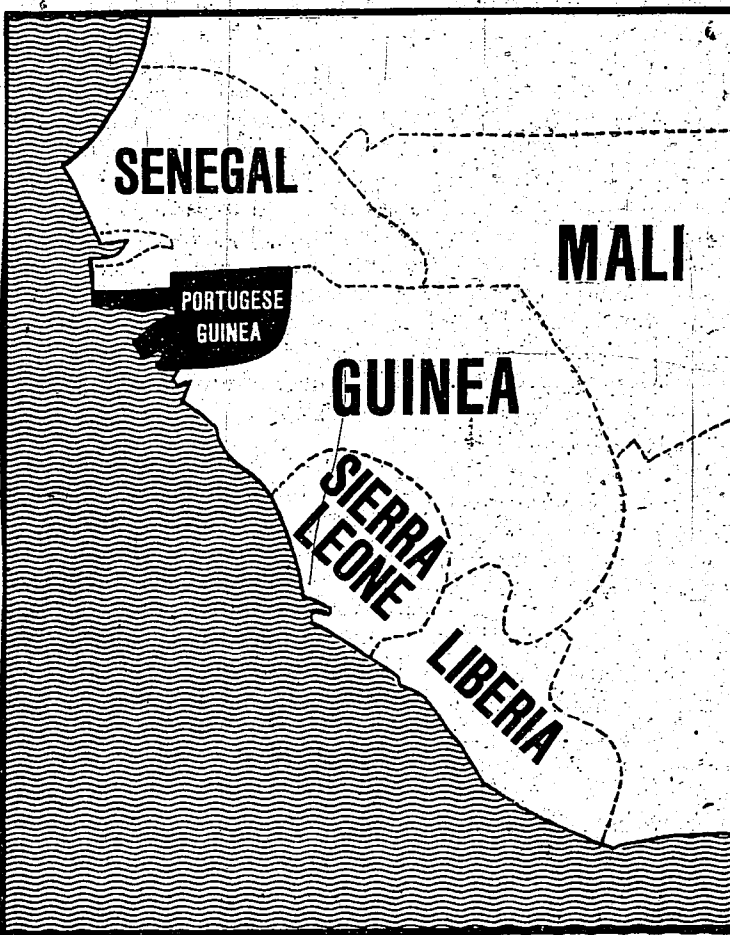 SENEGAL
MALI
PORTUGESE
GUINEA
GUINEA
SIERRA
LEONE
LIBERIA